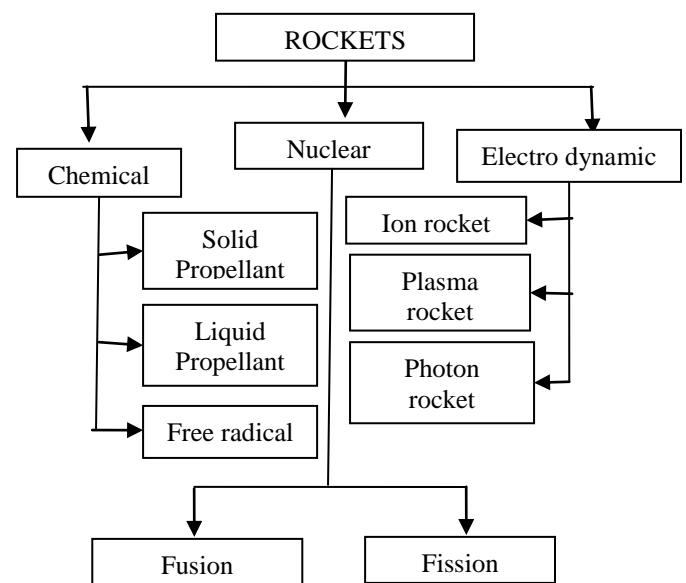 ROCKETS
Chemical
Nuclear
Electro dynamic
Solid
Propellant
Liquid
Propellant
Free radical
Ion rocket
Plasma
rocket
Photon
rocket
Fusion
Fission